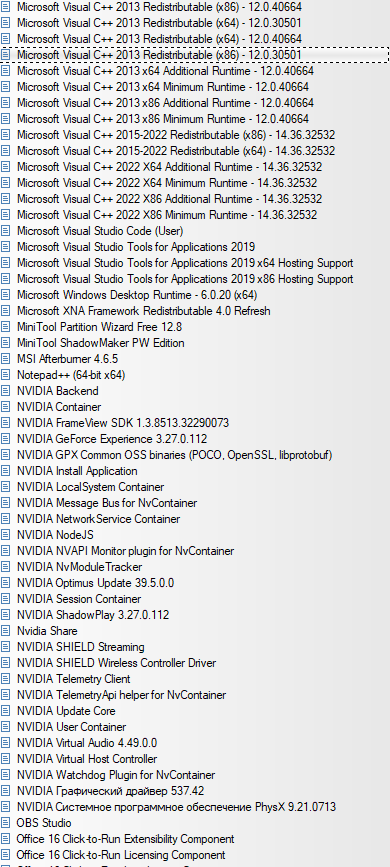 Microsoft Visual C++ 2013 Redistributable (x86) - 12.0.40664
Microsoft Visual C++ 2013 Redistributable (x64) - 12.0.30501
Microsoft Visual C++ 2013 Redistributable (x64) - 12.0.40664
Microsoft Visual C++ 2013 Redistributable (x86) - 12.0.30501
Microsoft Visual C++ 2013 x64 Additional Runtime - 12.0.40664
Microsoft Visual C++ 2013 x64 Minimum Runtime - 12.0.40664
Microsoft Visual C++ 2013 x86 Additional Runtime - 12.0.40664
Microsoft Visual C++ 2013 x86 Minimum Runtime - 12.0.40664
Microsoft Visual C++ 2015-2022 Redistributable (x86) - 14.36.32532
Microsoft Visual C++ 2015-2022 Redistributable (x64) - 14.36.32532
Microsoft Visual C++ 2022 X64 Additional Runtime - 14.36.32532
Microsoft Visual C++ 2022 X64 Minimum Runtime - 14.36.32532
Microsoft Visual C++ 2022 X86 Additional Runtime - 14.36.32532
Microsoft Visual C++ 2022 X86 Minimum Runtime - 14.36.32532
Microsoft Visual Studio Code (User)
Microsoft Visual Studio Tools for Applications 2019
Microsoft Visual Studio Tools for Applications 2019 x64 Hosting Support
Microsoft Visual Studio Tools for Applications 2019 x86 Hosting Support
Microsoft Windows Desktop Runtime - 6.0.20 (x64)
Microsoft XNA Framework Redistributable 4.0 Refresh
MiniTool Partition Wizard Free 12.8
MiniTool ShadowMaker PW Edition
MSI Afterburner 4.6.5
Notepad++ (64-bit x64)
NVIDIA Backend
NVIDIA Container
NVIDIA FrameView SDK 1.3.8513.32290073
NVIDIA GeForce Experience 3.27.0.112
NVIDIA GPX Common OSS binaries (POCO, OpenSSL, libprotobuf)
NVIDIA Install Application
NVIDIA LocalSystem Container
NVIDIA Message Bus for NvContainer
NVIDIA NetworkService Container
NVIDIA NodeJS
NVIDIA NVAPI Monitor plugin for NvContainer
NVIDIA NvModuleTracker
NVIDIA Optimus Update 39.5.0.0
NVIDIA Session Container
NVIDIA ShadowPlay 3.27.0.112
Nvidia Share
NVIDIA SHIELD Streaming
NVIDIA SHIELD Wireless Controller Driver
NVIDIA Telemetry Client
NVIDIA TelemetryApi helper for NvContainer
NVIDIA Update Core
NVIDIA User Container
NVIDIA Virtual Audio 4.49.0.0
NVIDIA Virtual Host Controller
NVIDIA Watchdog Plugin for NvContainer
NVIDIA Графический драйвер 537.42
NVIDIA Системное программное обеспечение PhysX 9.21.0713
OBS Studio
Office 16 Click-to-Run Extensibility Component
Office 16 Click-to-Run Licensing Component